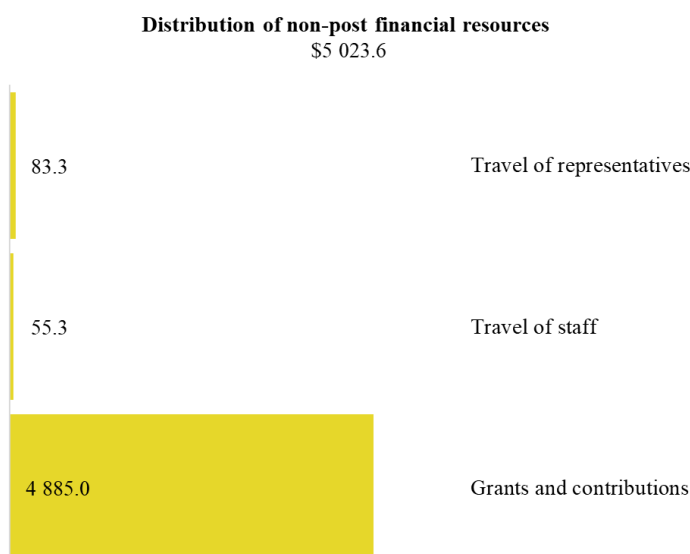 Distribution of non-post financial resources
$5 023.6
83.3 Travel of representatives
55.3 Travel of staff
4 885.0 Grants and contributions